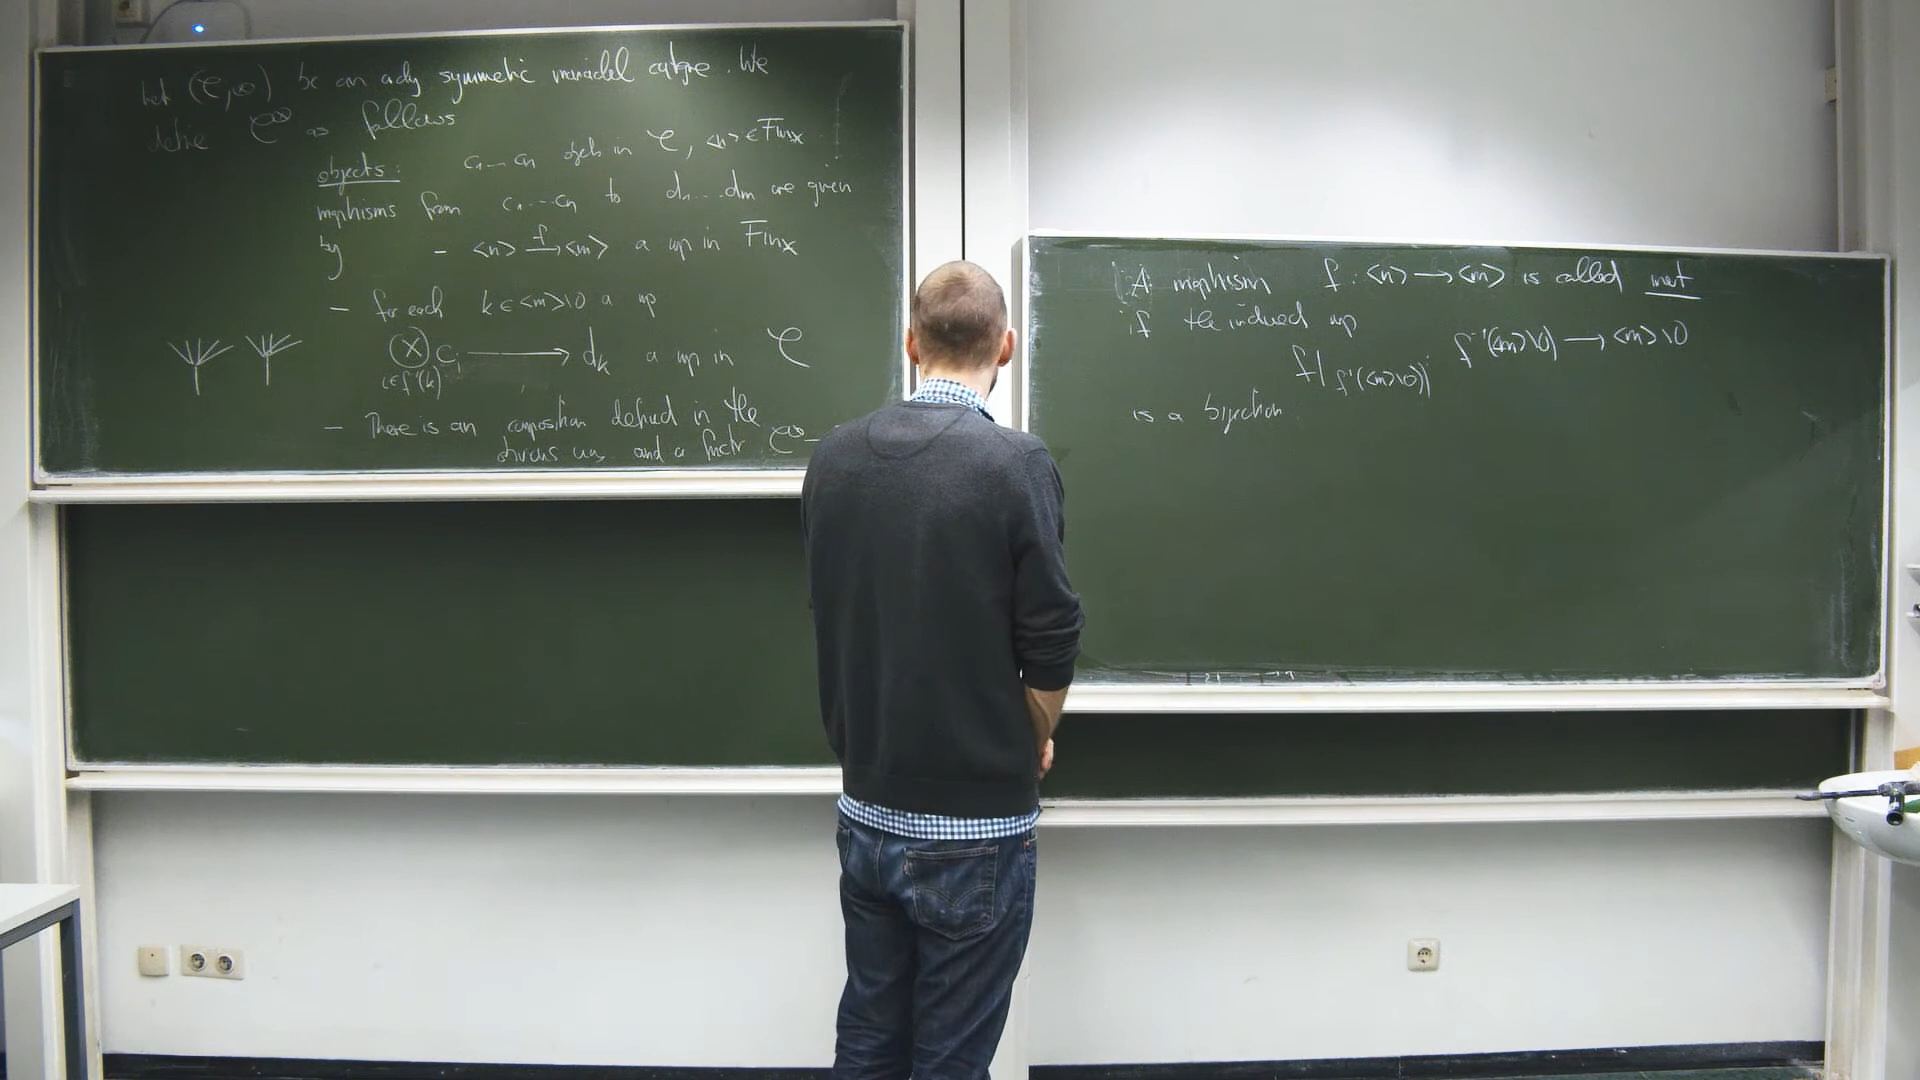 Let (C,⊗) be an ordy symmetric monoidal catgre. We
define C^⊗ as follows
objects: c₁...cₙ objects in C, <n> ∈ Fin*
morphisms from c₁...cₙ to d₁...dm are given
by - <n> -f-> <m> a map in Fin*
- for each k ∈ <m>\0 a map
⊗ cᵢ → d_k a map in C
i∈f⁻¹(k)
- There is an composition defined in the
obvious way and a functr C^⊗ →
A morphism f: <n> → <m> is called inert
if the induced map
f|f⁻¹(<m>\0): f⁻¹(<m>\0) → <m>\0
is a bijection